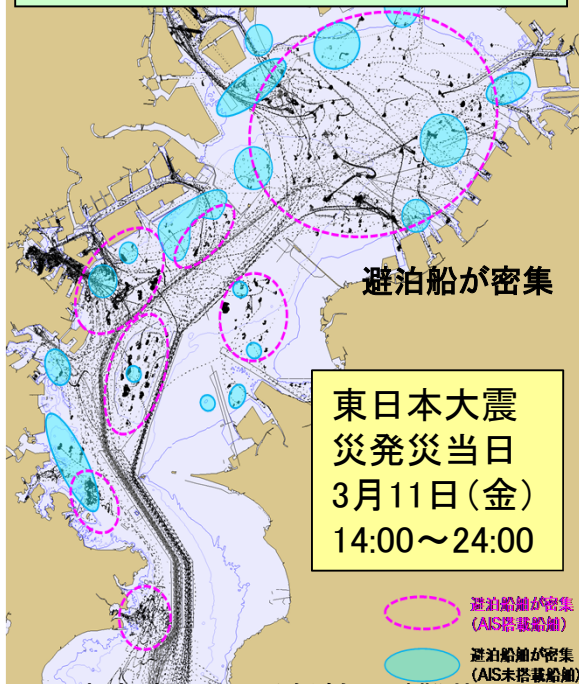 避泊船が密集
東日本大震
災発災当日
3月11日(金)
14:00～24:00
避泊船舶が密集
(AIS搭載船舶)
避泊船舶が密集
(AIS未搭載船舶)